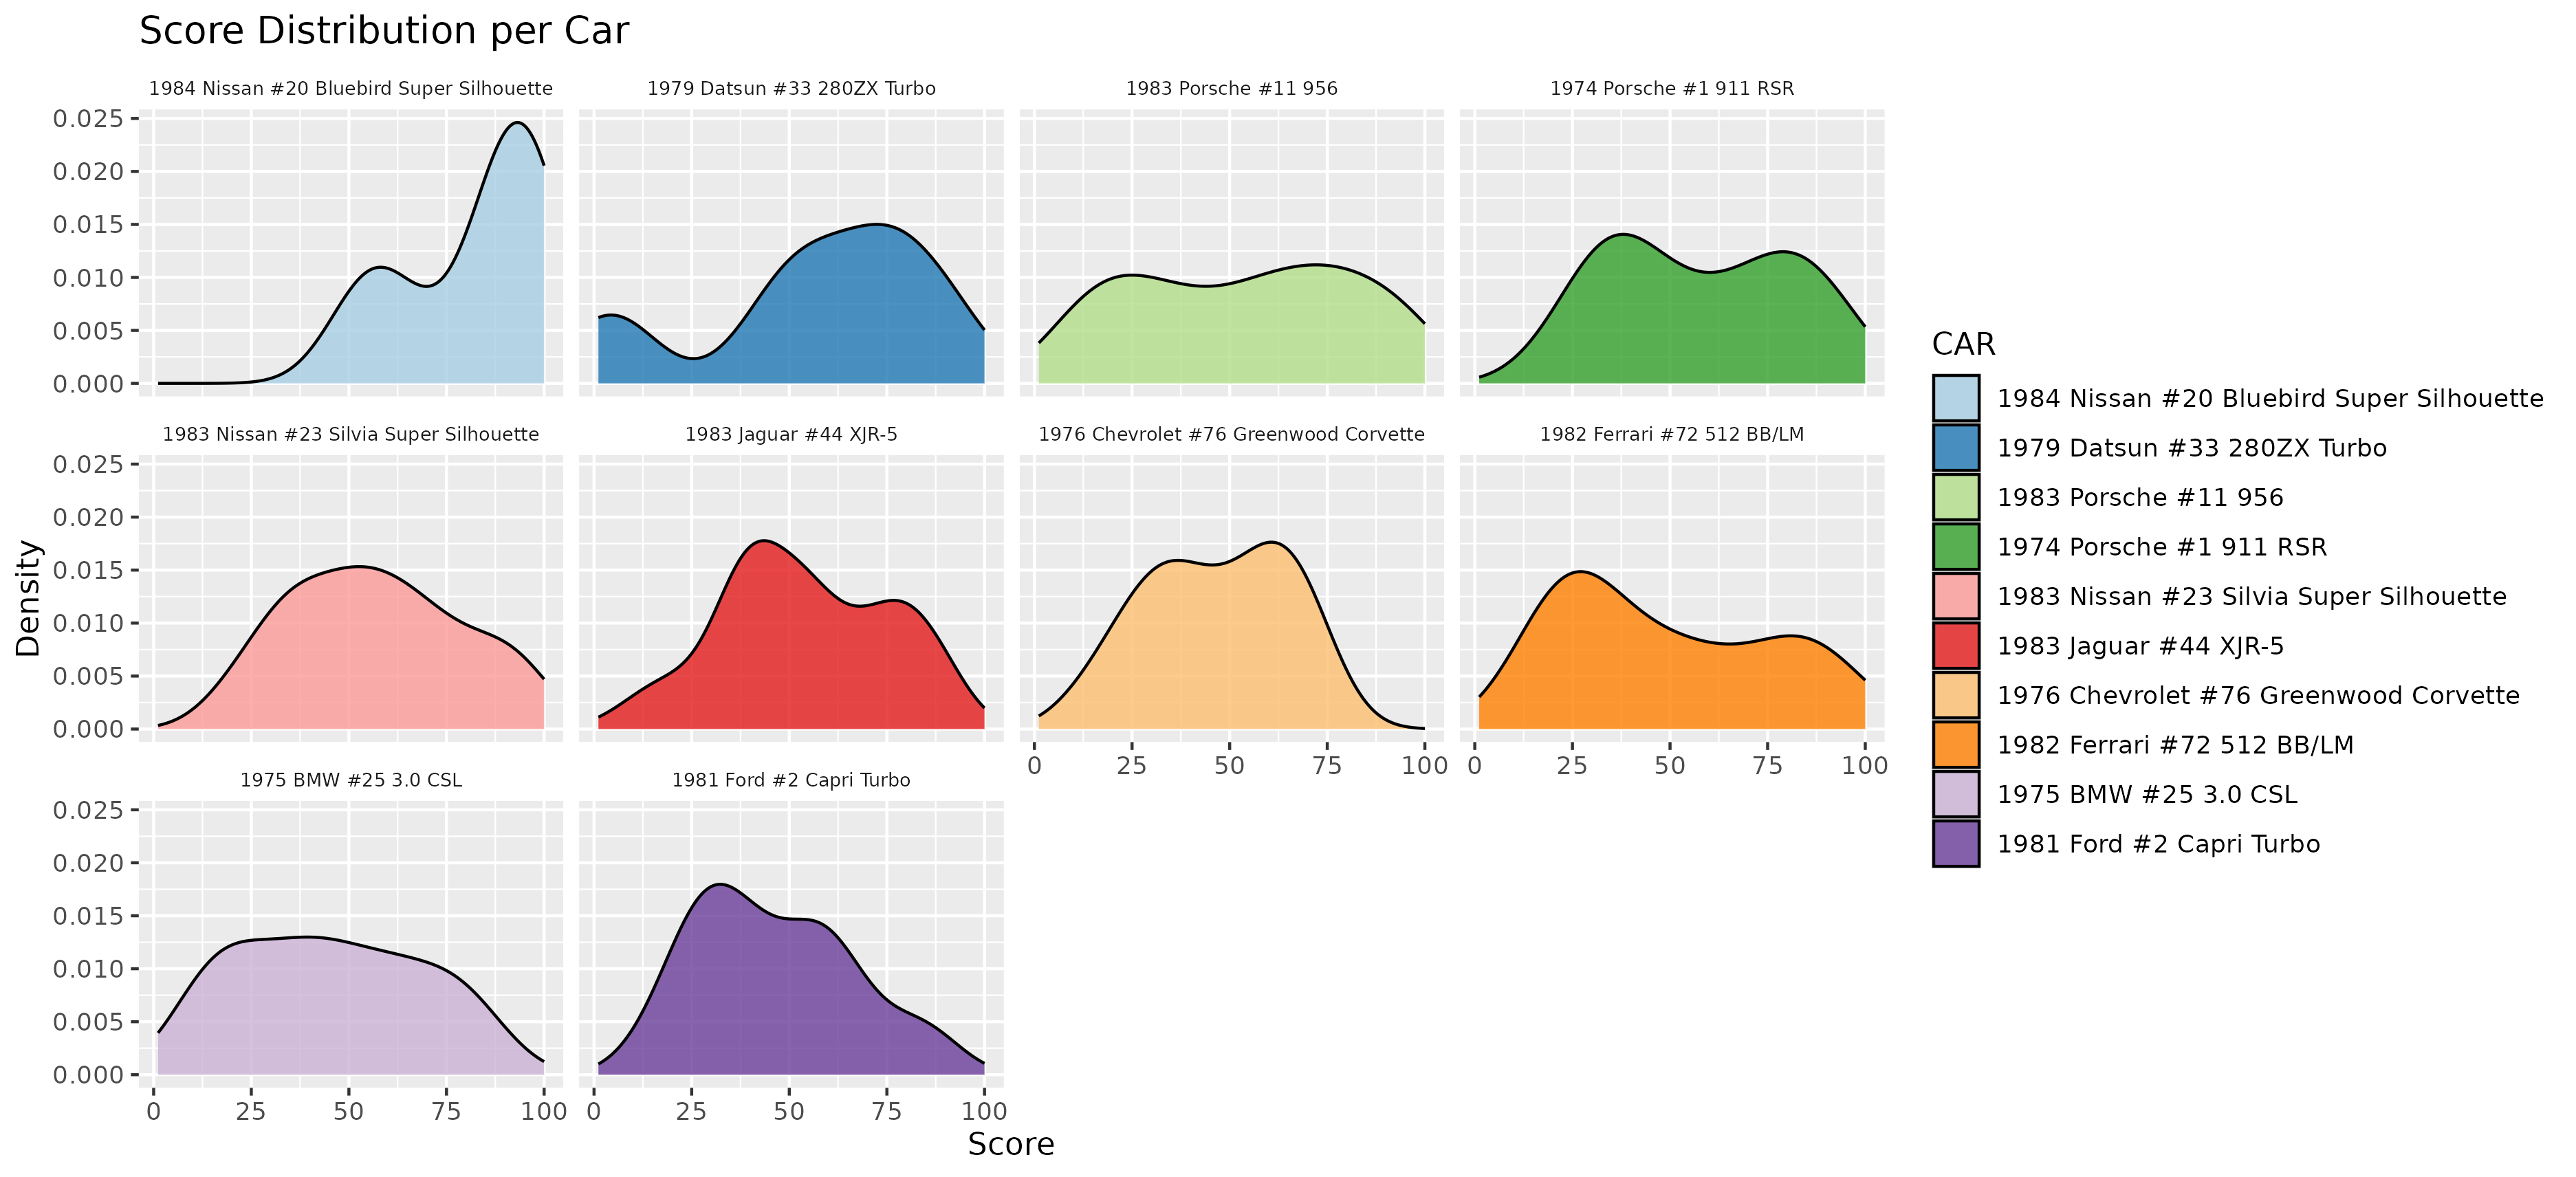 Score Distribution per Car
1984 Nissan #20 Bluebird Super Silhouette
1979 Datsun #33 280ZX Turbo
1983 Porsche #11 956
1974 Porsche #1 911 RSR
0.025
0.020
0.015
0.010
0.005
0.000
1983 Nissan #23 Silvia Super Silhouette
1983 Jaguar #44 XJR-5
1976 Chevrolet #76 Greenwood Corvette
1982 Ferrari #72 512 BB/LM
0.025
0.020
0.015
0.010
0.005
0.000
0 25 50 75 100
0 25 50 75 100
1975 BMW #25 3.0 CSL
1981 Ford #2 Capri Turbo
0.025
0.020
0.015
0.010
0.005
0.000
0 25 50 75 100
0 25 50 75 100
Score
Density
CAR
1984 Nissan #20 Bluebird Super Silhouette
1979 Datsun #33 280ZX Turbo
1983 Porsche #11 956
1974 Porsche #1 911 RSR
1983 Nissan #23 Silvia Super Silhouette
1983 Jaguar #44 XJR-5
1976 Chevrolet #76 Greenwood Corvette
1982 Ferrari #72 512 BB/LM
1975 BMW #25 3.0 CSL
1981 Ford #2 Capri Turbo